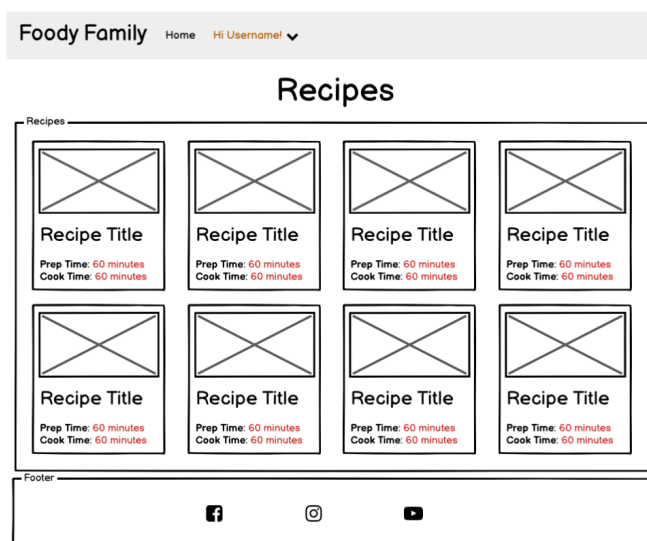 Foody Family Home Hi Username!
Recipes
Recipes
Recipe Title Recipe Title Recipe Title Recipe Title
Prep Time: 60 minutes Prep Time: 60 minutes Prep Time: 60 minutes Prep Time: 60 minutes
Cook Time: 60 minutes Cook Time: 60 minutes Cook Time: 60 minutes Cook Time: 60 minutes
Recipe Title Recipe Title Recipe Title Recipe Title
Prep Time: 60 minutes Prep Time: 60 minutes Prep Time: 60 minutes Prep Time: 60 minutes
Cook Time: 60 minutes Cook Time: 60 minutes Cook Time: 60 minutes Cook Time: 60 minutes
Footer